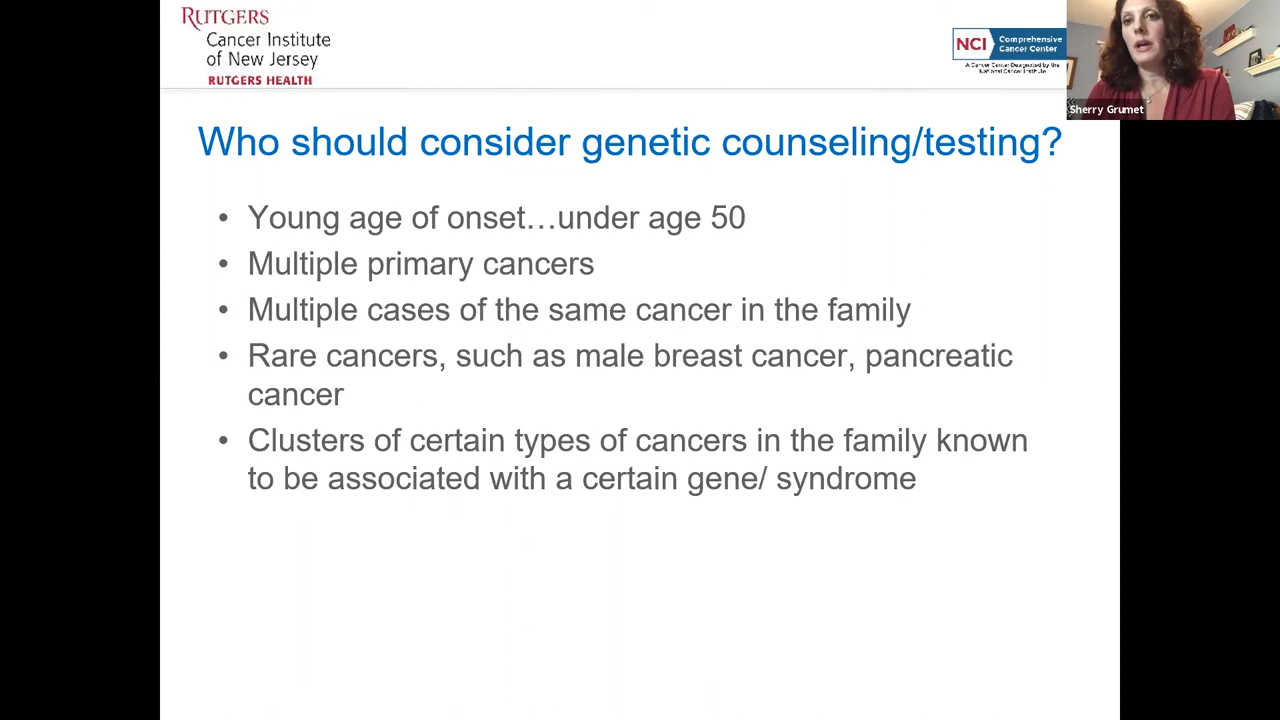 RUTGERS
Cancer Institute
of New Jersey
RUTGERS HEALTH
NCI
Comprehensive
Cancer Center
A Cancer Center Designated by the
National Cancer Institute
Sherry Grumet
Who should consider genetic counseling/testing?
• Young age of onset…under age 50
• Multiple primary cancers
• Multiple cases of the same cancer in the family
• Rare cancers, such as male breast cancer, pancreatic
cancer
• Clusters of certain types of cancers in the family known
to be associated with a certain gene/ syndrome